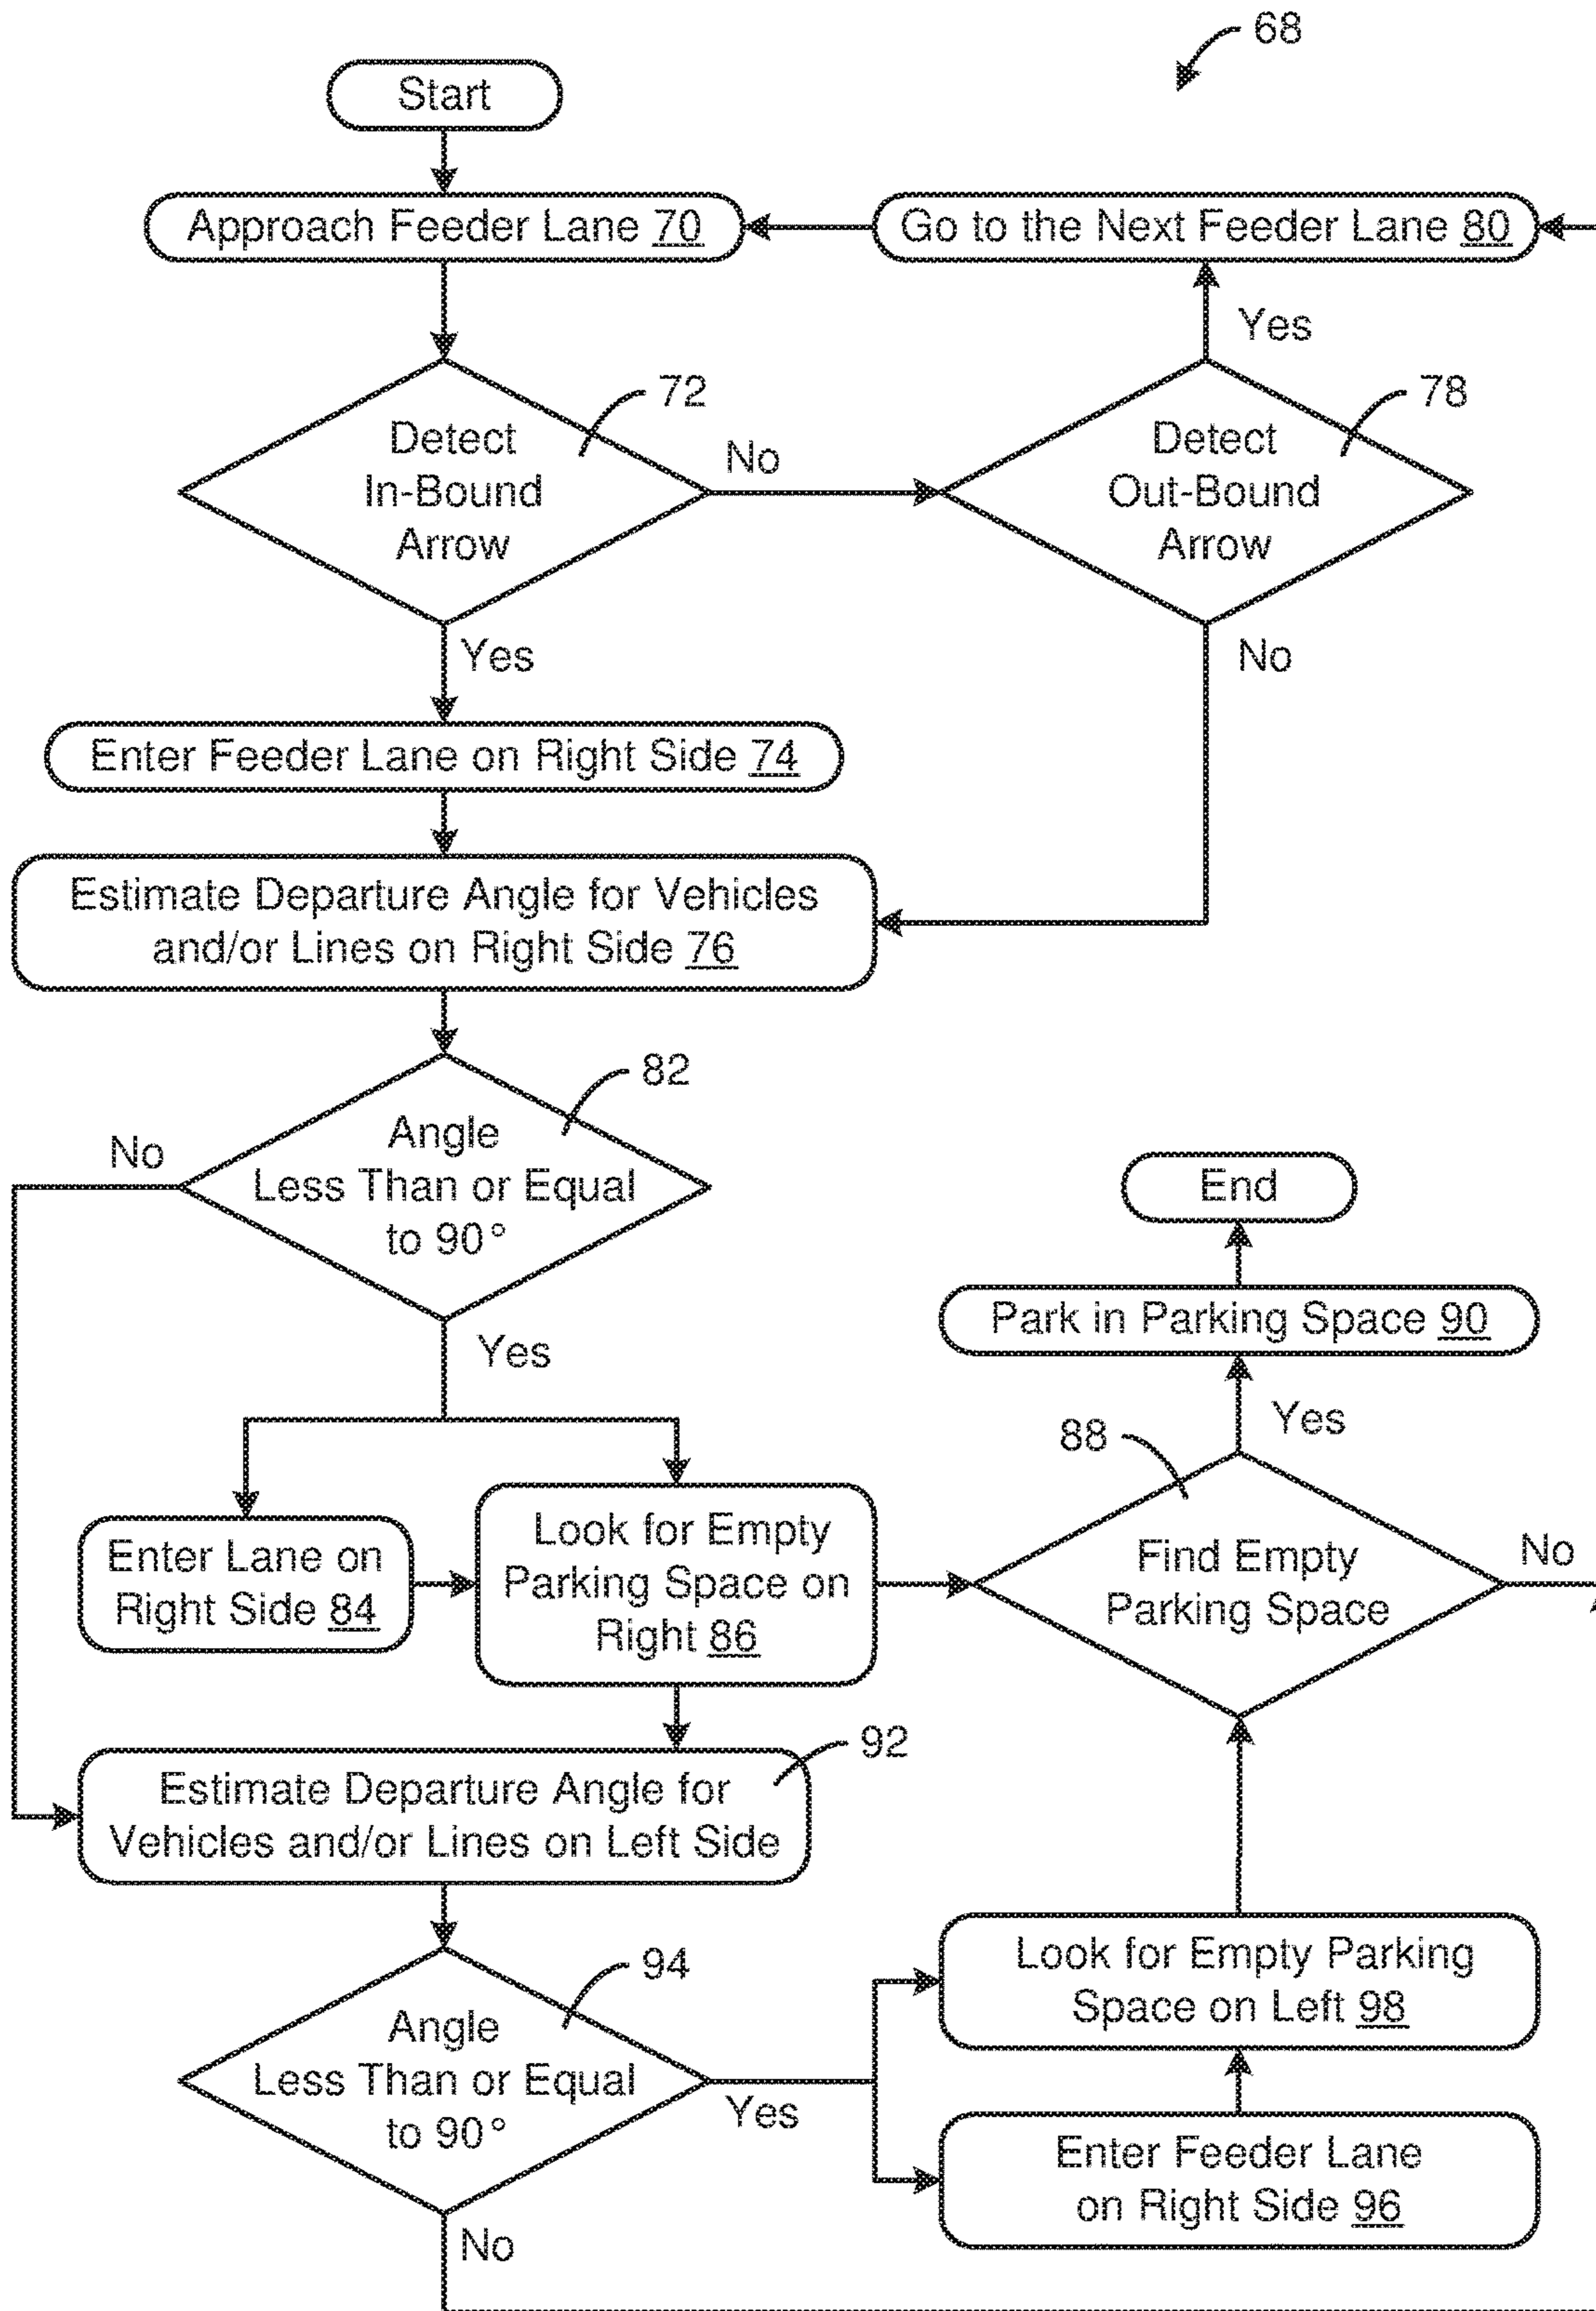 68
Start
Approach Feeder Lane 70
Go to the Next Feeder Lane 80
Yes
72
78
Detect
In-Bound
Arrow
No
Detect
Out-Bound
Arrow
Yes
No
Enter Feeder Lane on Right Side 74
Estimate Departure Angle for Vehicles
and/or Lines on Right Side 76
82
No
Angle
Less Than or Equal
to 90°
End
Park in Parking Space 90
Yes
88
Yes
Enter Lane on
Right Side 84
Look for Empty
Parking Space on
Right 86
Find Empty
Parking Space
No
92
Estimate Departure Angle for
Vehicles and/or Lines on Left Side
94
Angle
Less Than or Equal
to 90°
Yes
Look for Empty Parking
Space on Left 98
Enter Feeder Lane
on Right Side 96
No